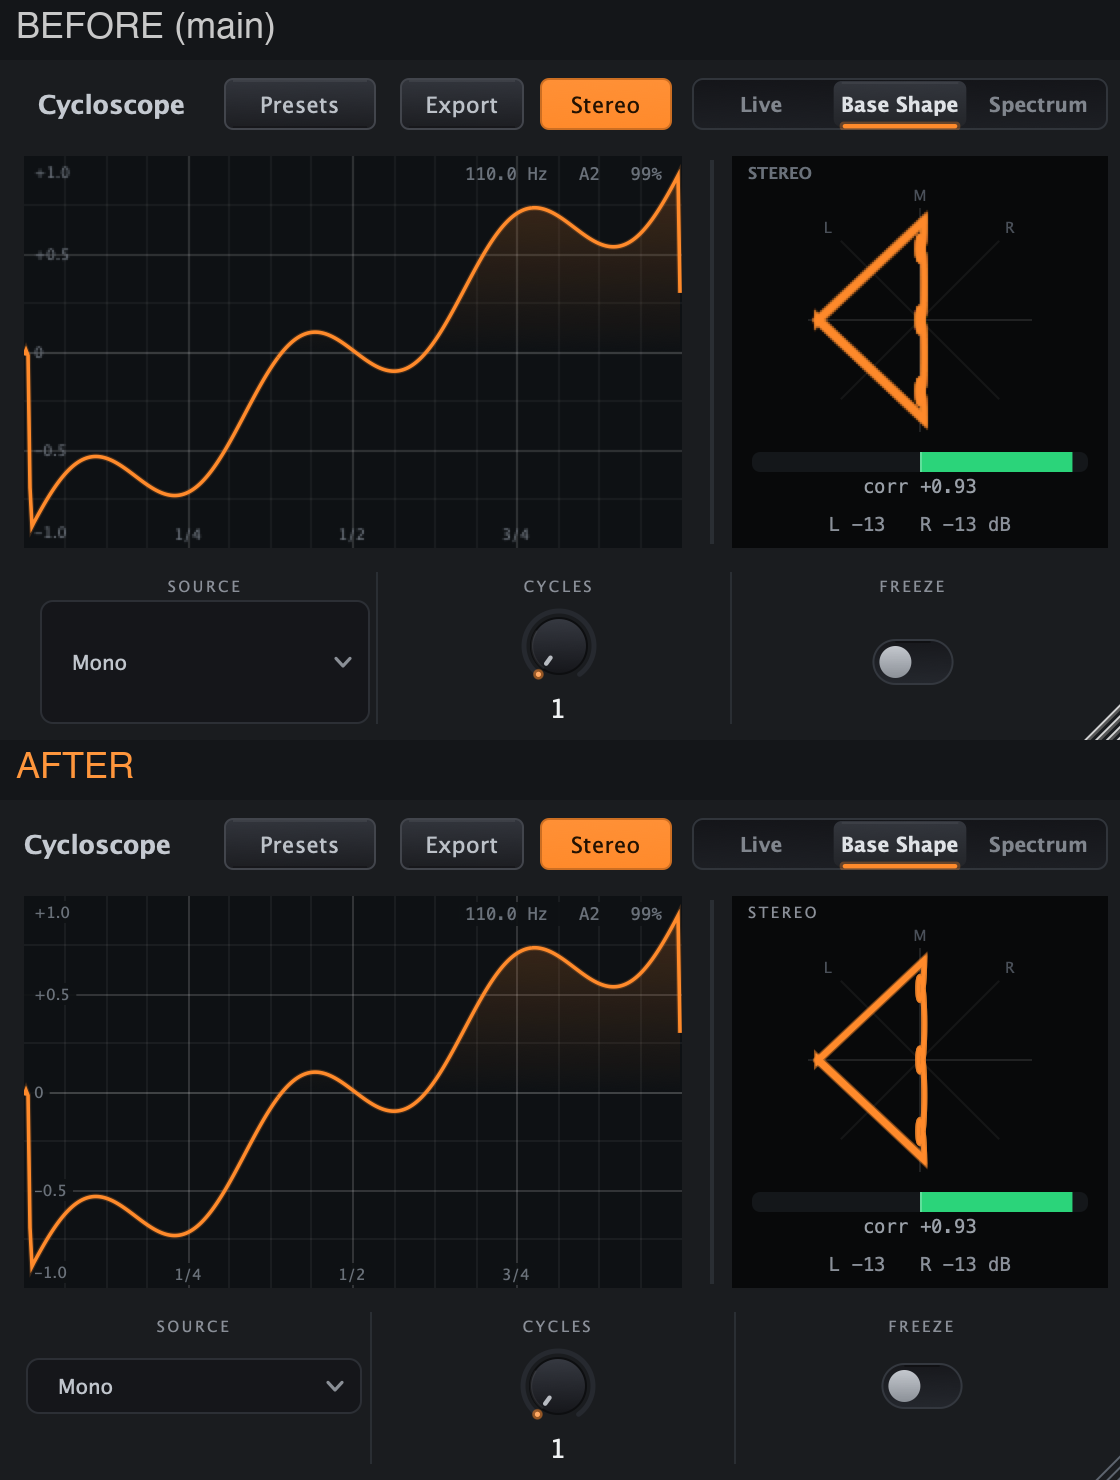 BEFORE (main)
Cycloscope Presets Export Stereo Live Base Shape Spectrum
+1.0 110.0 Hz A2 99% STEREO
M
L R
+0.5
0
-0.5
corr +0.93
-1.0 1/4 1/2 3/4 L -13 R -13 dB
SOURCE CYCLES FREEZE
Mono
1
AFTER
Cycloscope Presets Export Stereo Live Base Shape Spectrum
+1.0 110.0 Hz A2 99% STEREO
M
L R
+0.5
0
-0.5
corr +0.93
-1.0 1/4 1/2 3/4 L -13 R -13 dB
SOURCE CYCLES FREEZE
Mono
1